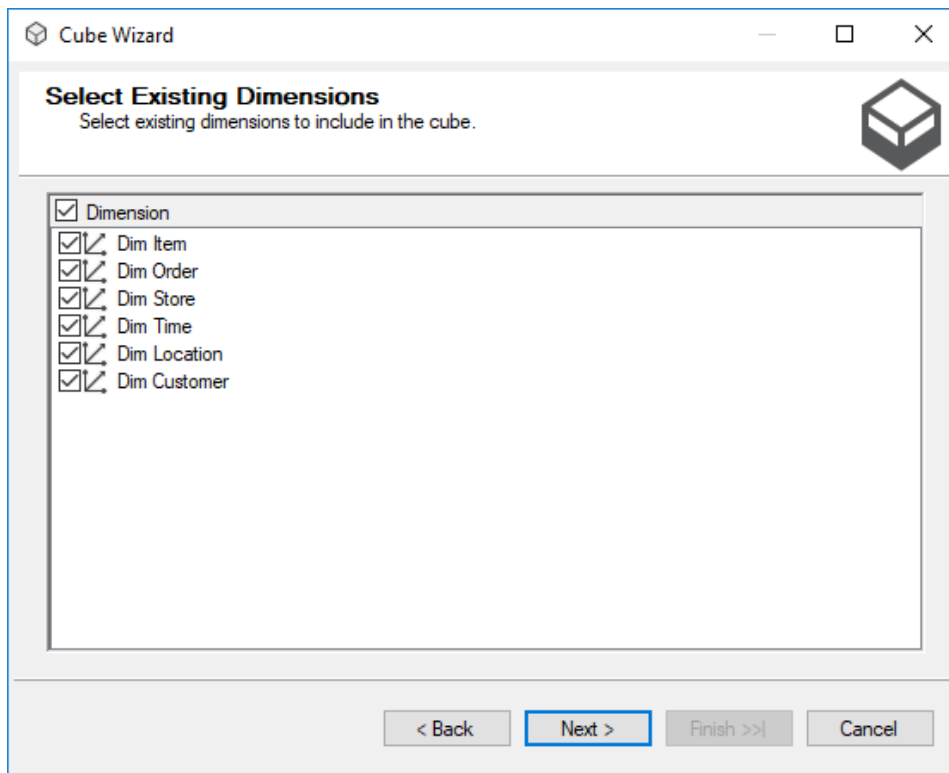 Cube Wizard
Select Existing Dimensions
Select existing dimensions to include in the cube.
Dimension
Dim Item
Dim Order
Dim Store
Dim Time
Dim Location
Dim Customer
< Back Next > Finish >>| Cancel